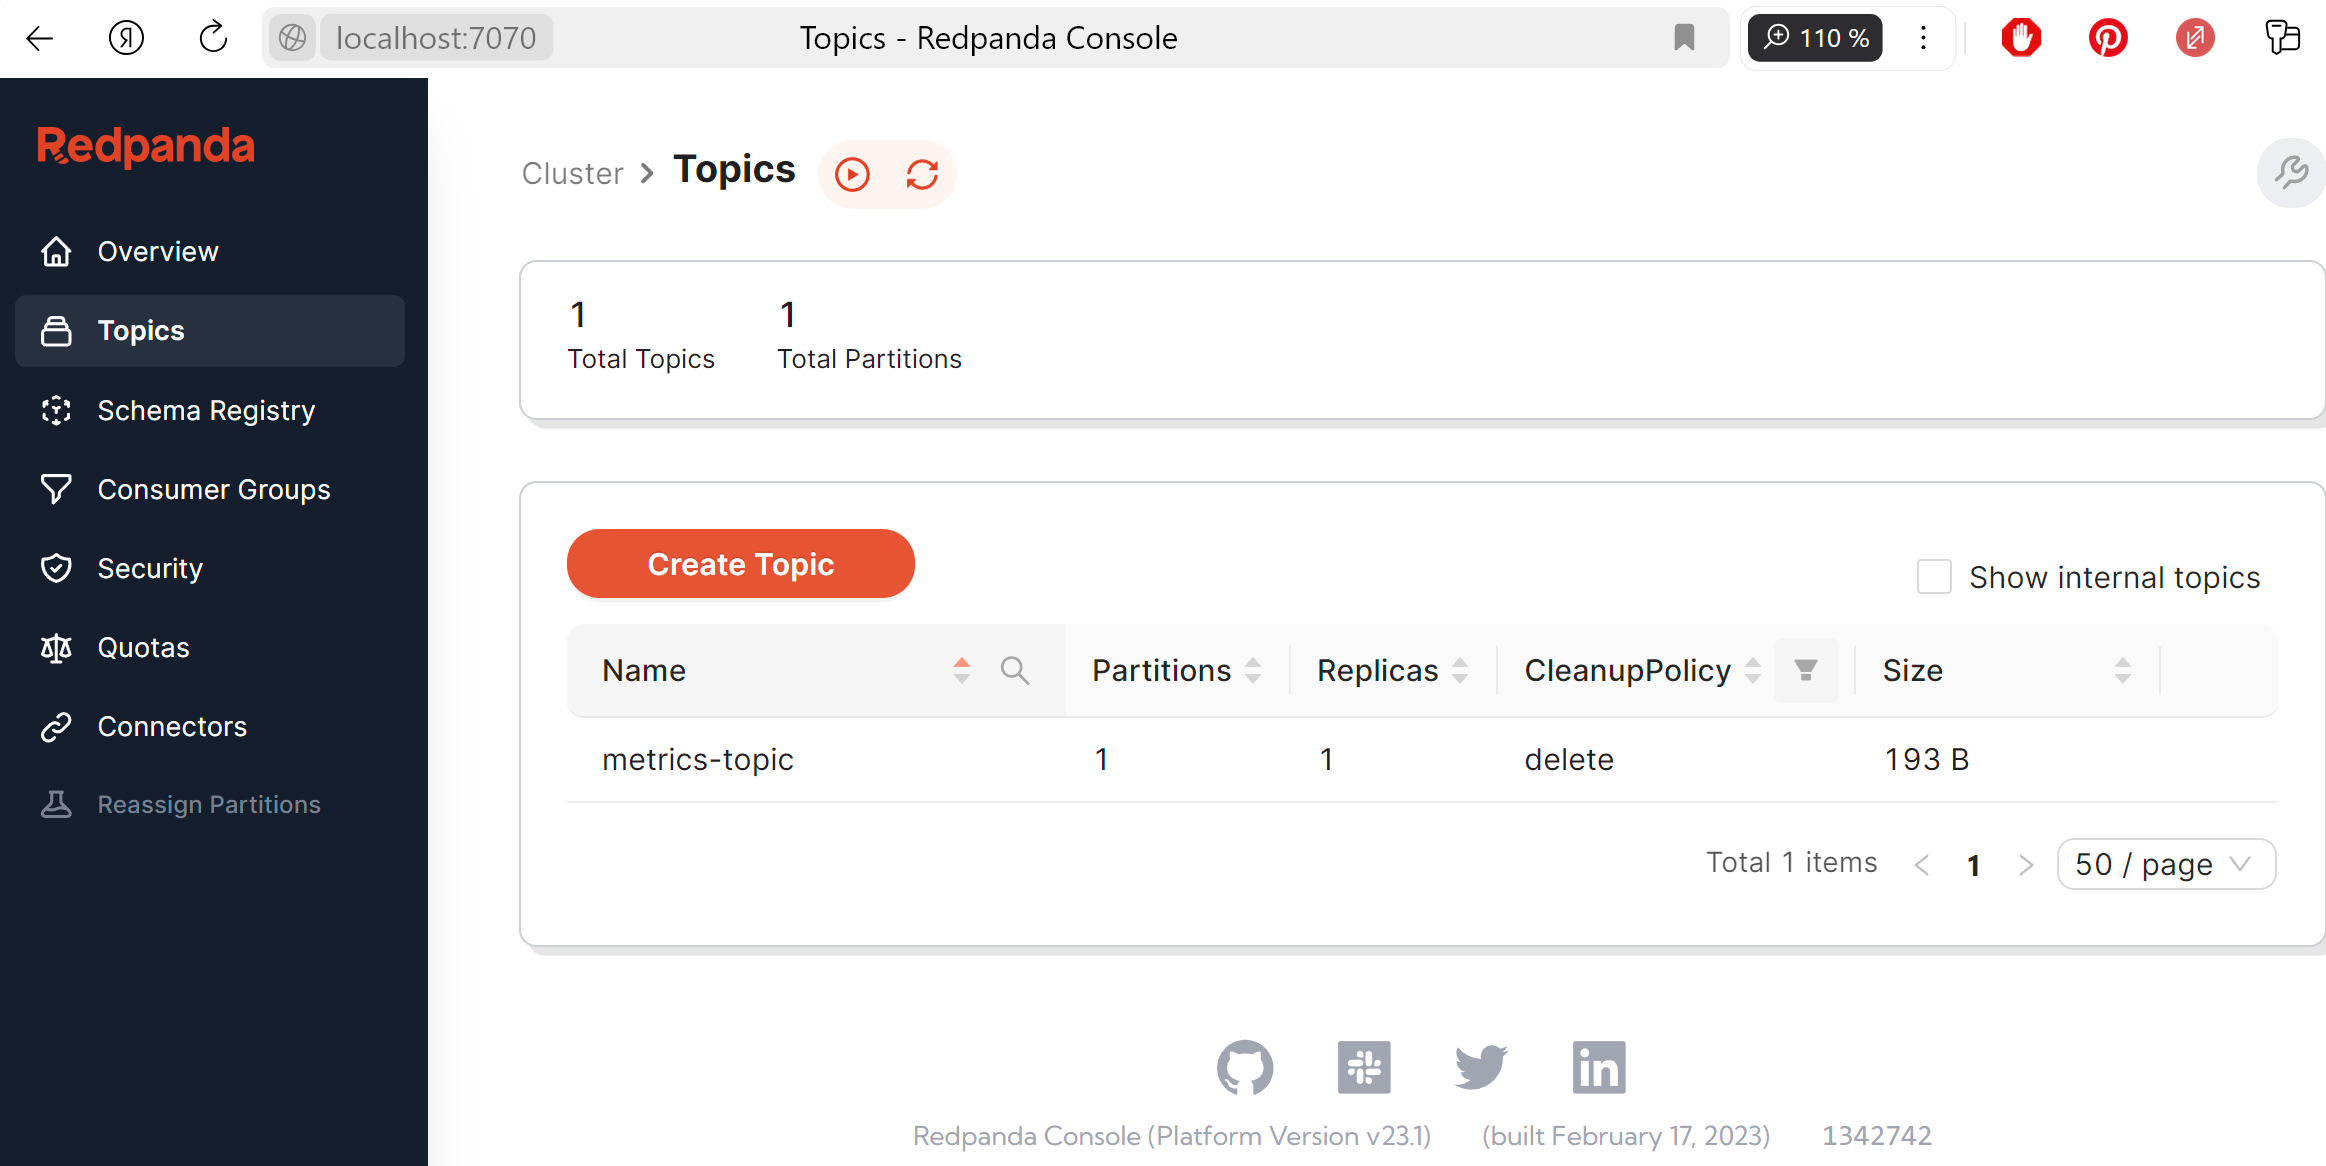 Я
localhost:7070
Topics - Redpanda Console
110 %
Redpanda
Overview
Topics
Schema Registry
Consumer Groups
Security
Quotas
Connectors
Reassign Partitions
Cluster > Topics
1 1
Total Topics Total Partitions
Create Topic
Show internal topics
Name Partitions Replicas CleanupPolicy Size
metrics-topic 1 1 delete 193 B
Total 1 items < 1 > 50 / page
in
Redpanda Console (Platform Version v23.1) (built February 17, 2023) 1342742